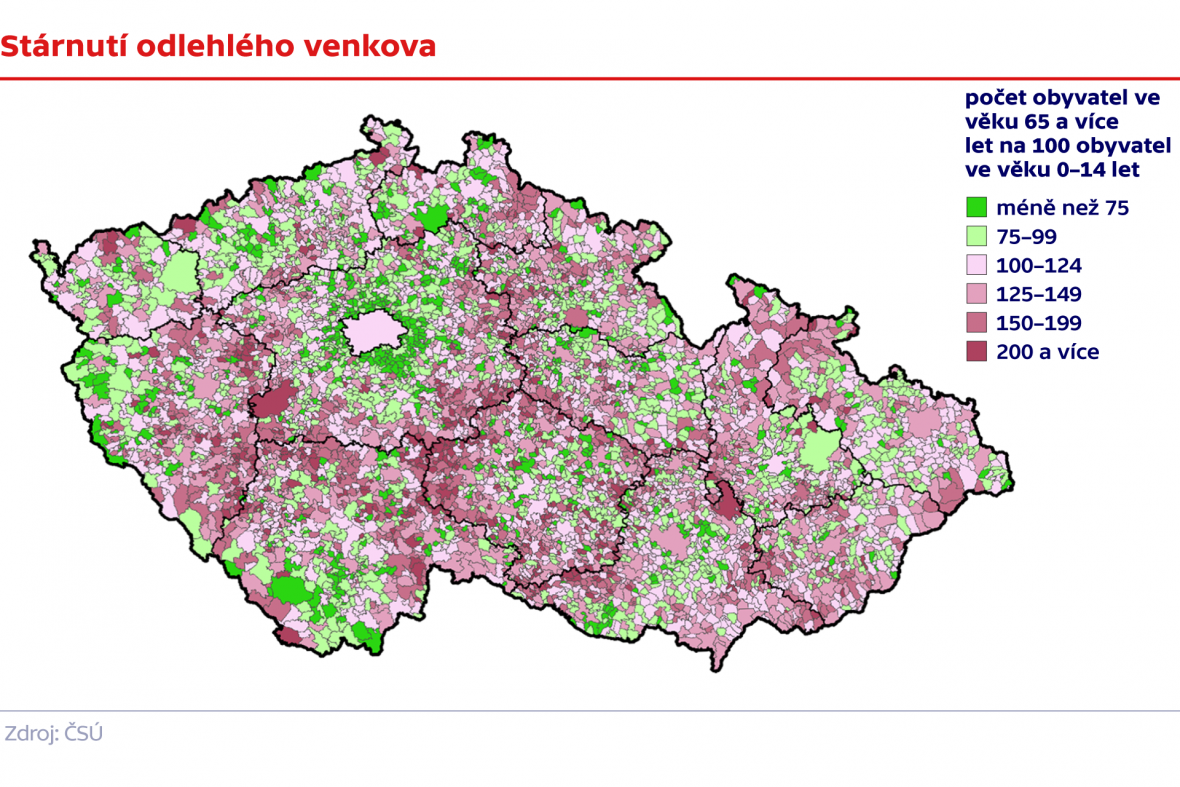 Stárnutí odlehlého venkova
počet obyvatel ve
věku 65 a více
let na 100 obyvatel
ve věku 0–14 let
méně než 75
75–99
100–124
125–149
150–199
200 a více
Zdroj: ČSÚ